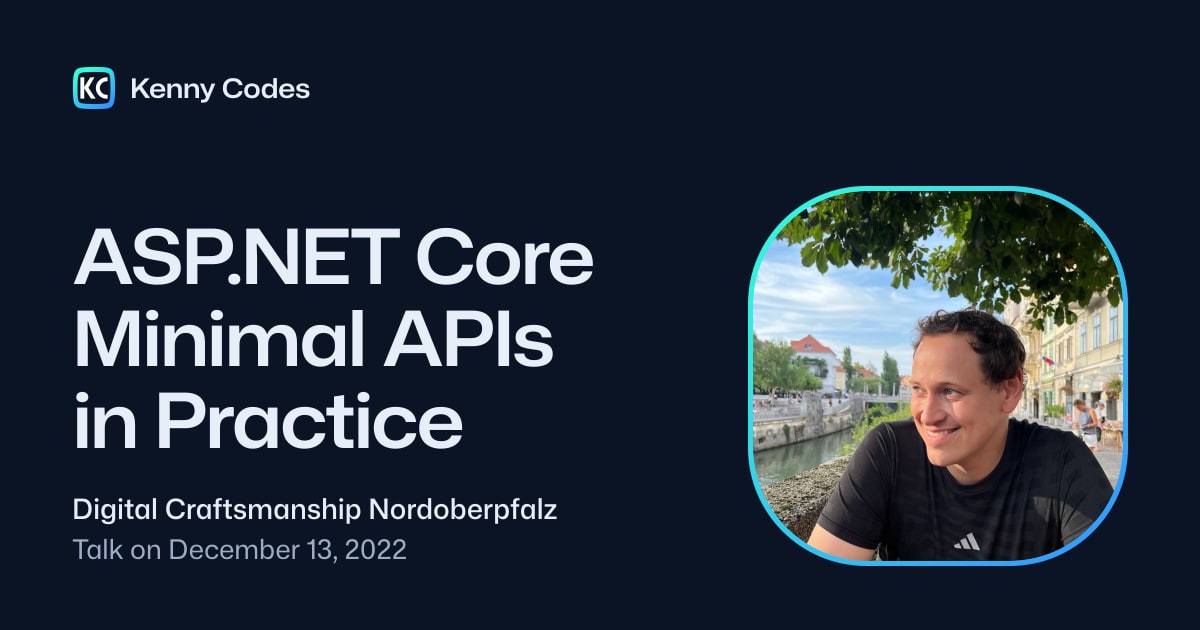 KC Kenny Codes
ASP.NET Core
Minimal APIs
in Practice
Digital Craftsmanship Nordoberpfalz
Talk on December 13, 2022